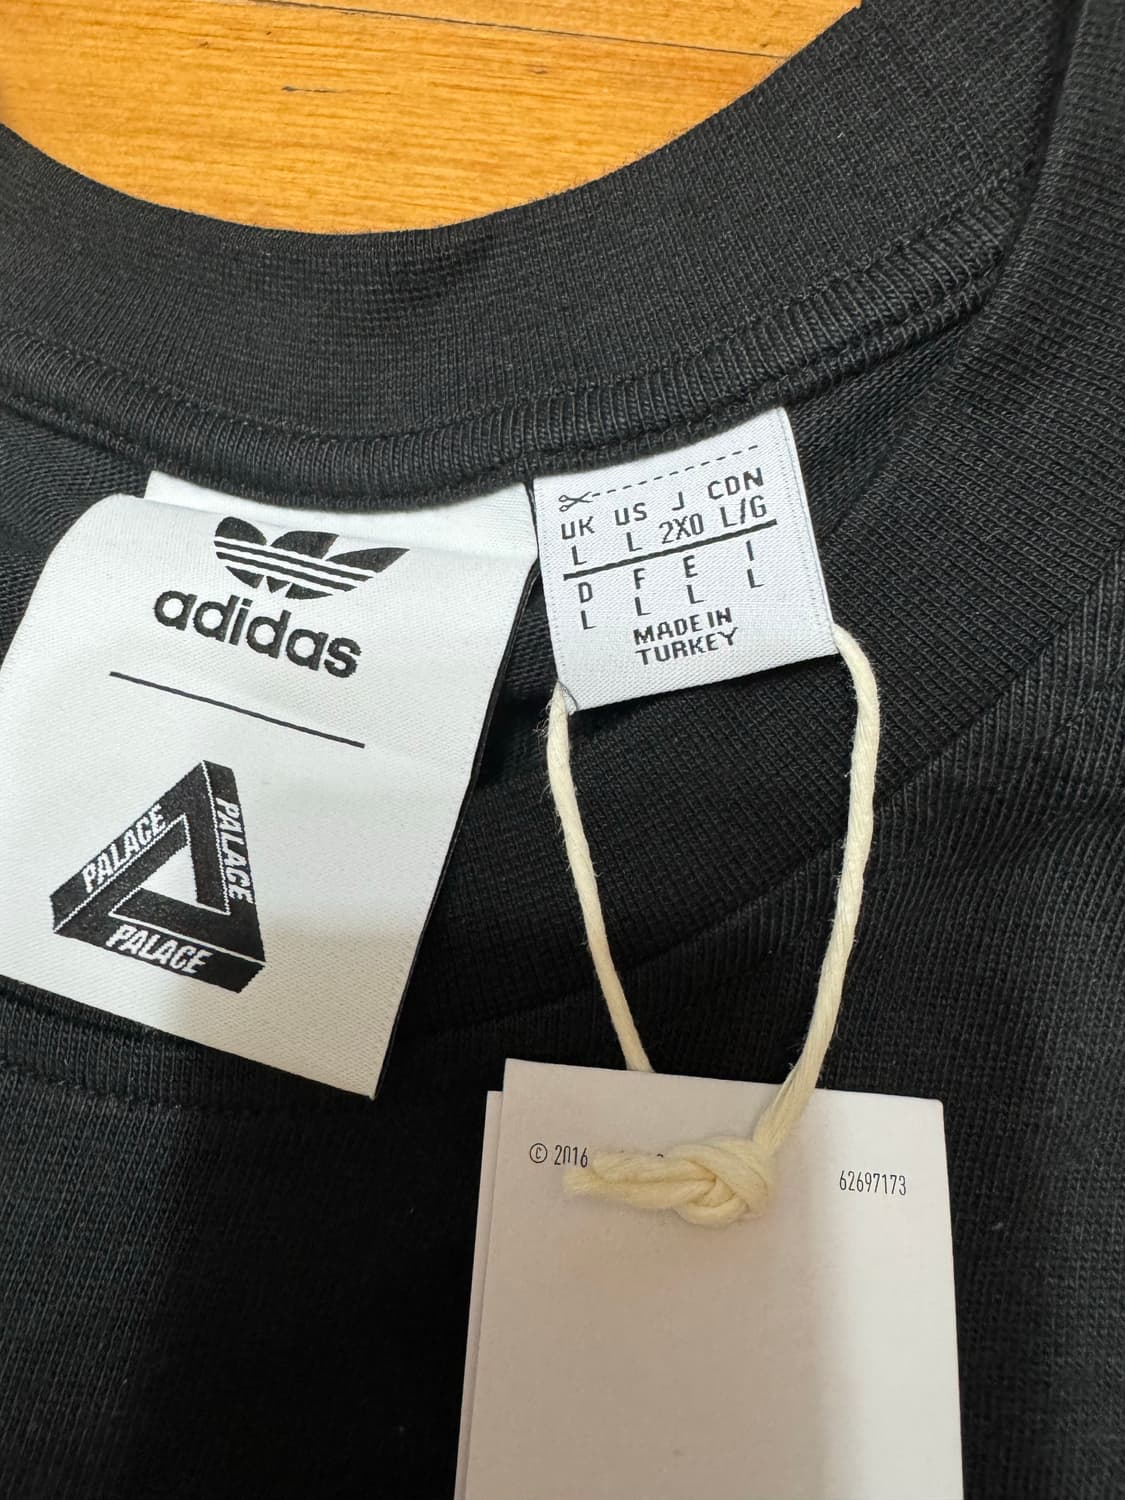 adidas
PALACE
PALACE
PALACE
UK US J CDN
L L 2XO L/G
D F E I
L L L L
MADE IN
TURKEY
© 2016
62697173